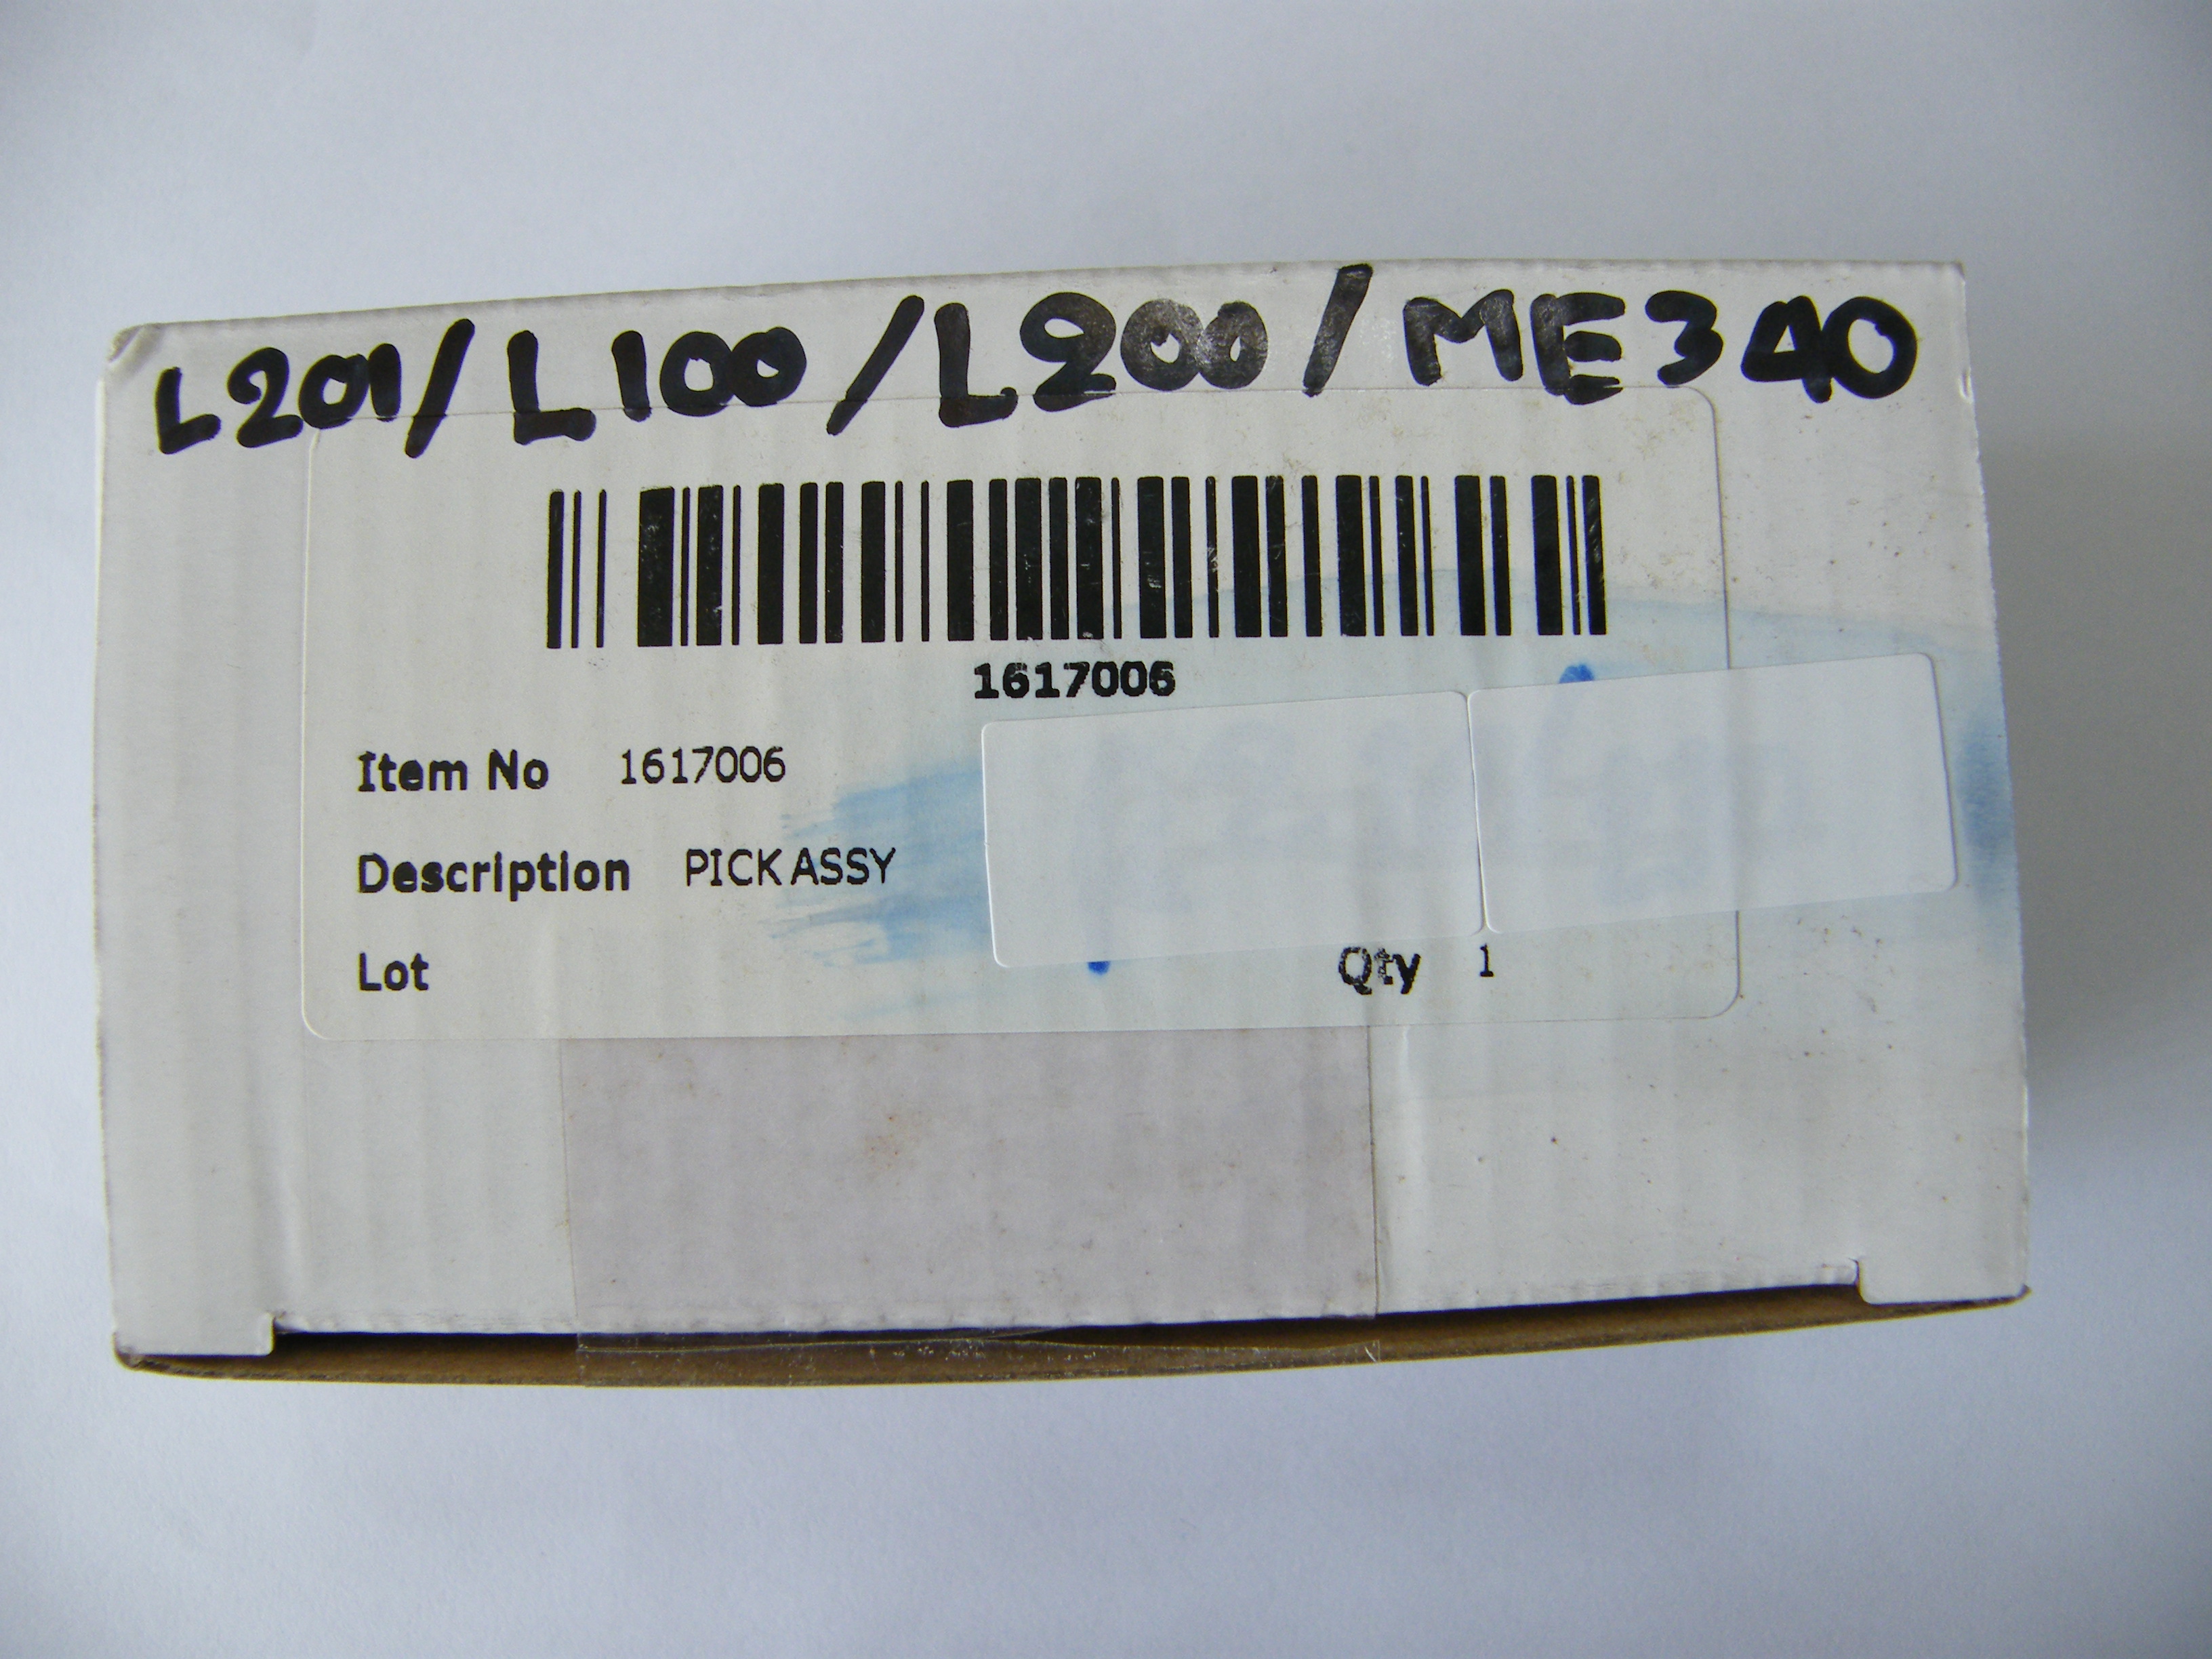 L201/L100/L200/ME340
1617006
Item No 1617006
Description PICK ASSY
Lot
Qty 1